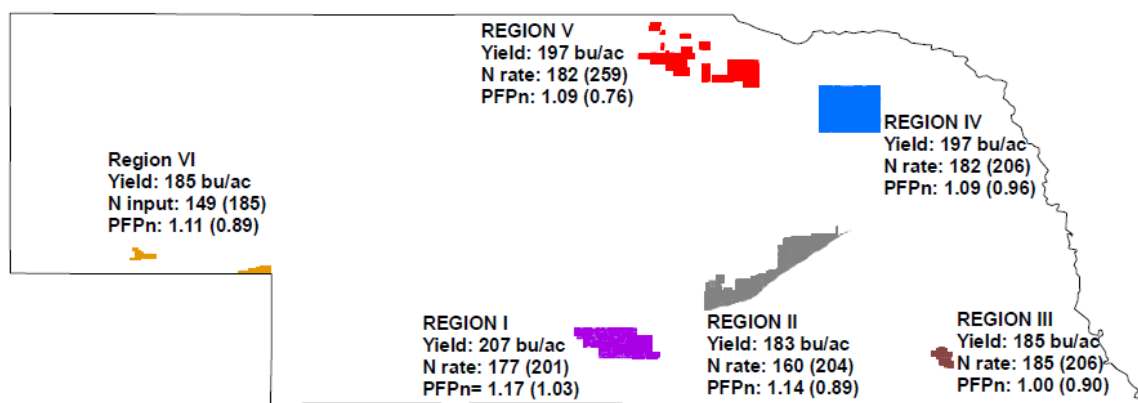 REGION V
Yield: 197 bu/ac
N rate: 182 (259)
PFPn: 1.09 (0.76)
REGION IV
Yield: 197 bu/ac
N rate: 182 (206)
PFPn: 1.09 (0.96)
Region VI
Yield: 185 bu/ac
N input: 149 (185)
PFPn: 1.11 (0.89)
REGION I
Yield: 207 bu/ac
N rate: 177 (201)
PFPn= 1.17 (1.03)
REGION II
Yield: 183 bu/ac
N rate: 160 (204)
PFPn: 1.14 (0.89)
REGION III
Yield: 185 bu/ac
N rate: 185 (206)
PFPn: 1.00 (0.90)